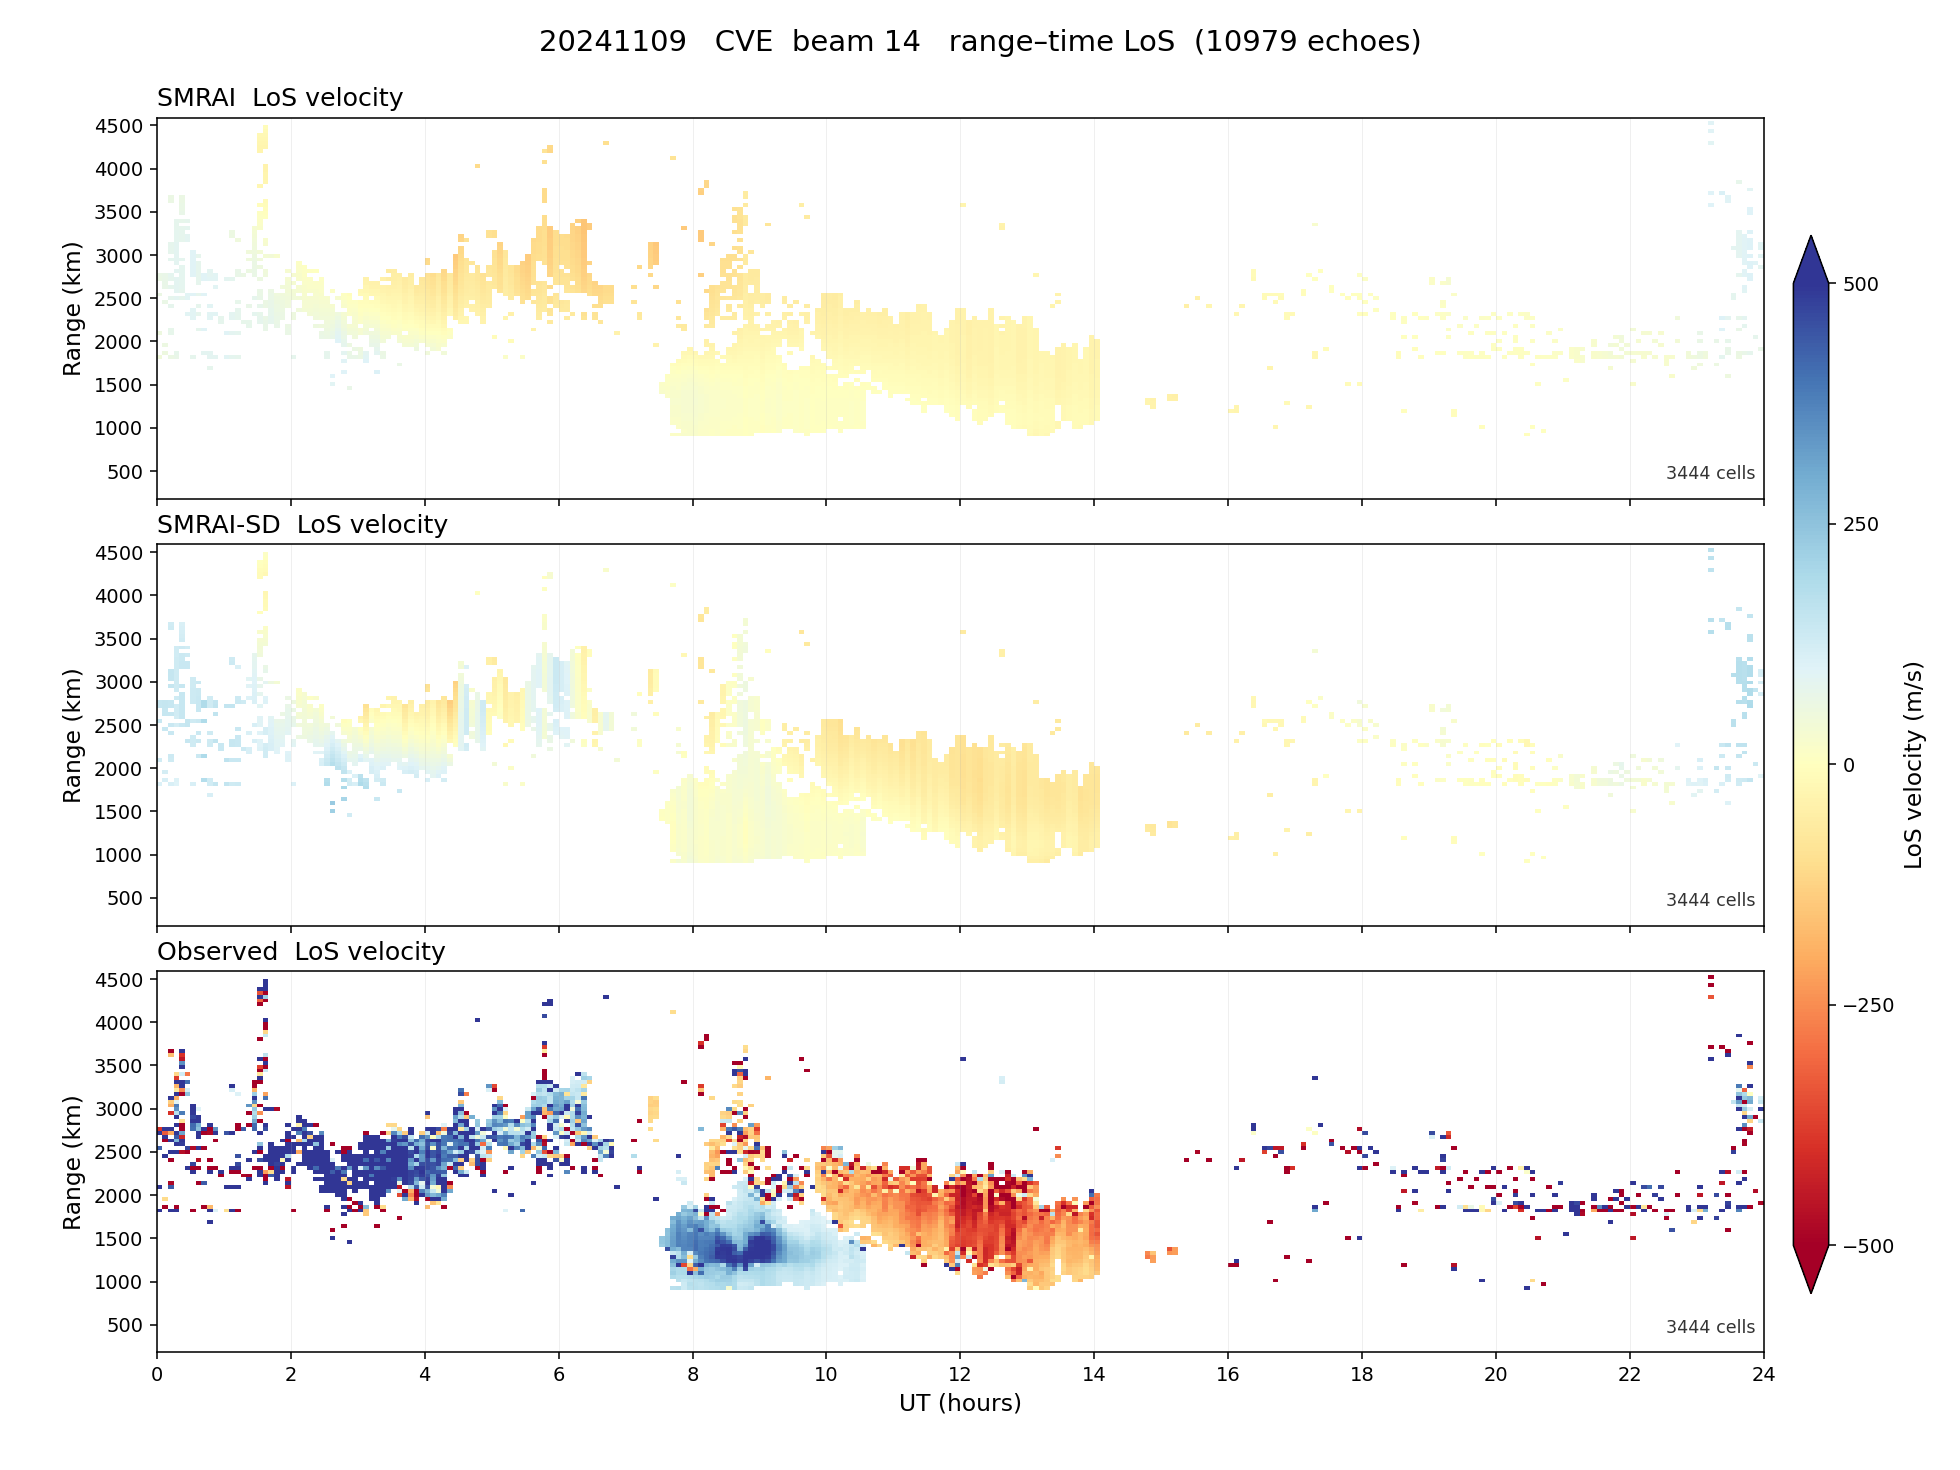 20241109 CVE beam 14 range–time LoS (10979 echoes)
SMRAI LoS velocity
4500
4000
3500
3000
2500
2000
1500
1000
500
Range (km)
3444 cells
SMRAI-SD LoS velocity
4500
4000
3500
3000
2500
2000
1500
1000
500
Range (km)
3444 cells
Observed LoS velocity
4500
4000
3500
3000
2500
2000
1500
1000
500
Range (km)
3444 cells
0 2 4 6 8 10 12 14 16 18 20 22 24
UT (hours)
500
250
0
−250
−500
LoS velocity (m/s)